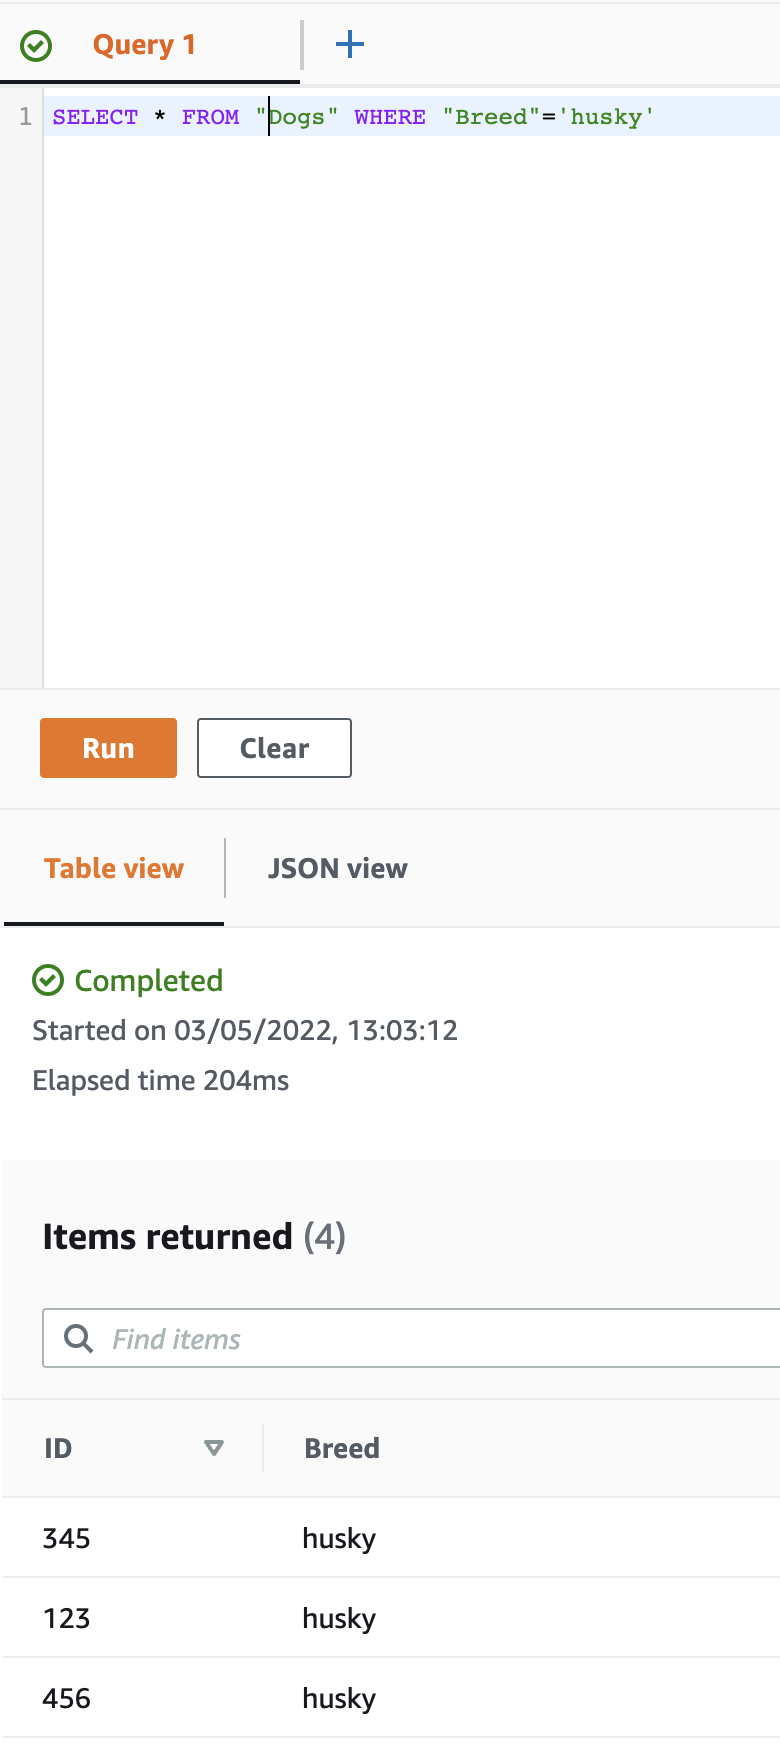 Query 1
1 SELECT * FROM "Dogs" WHERE "Breed"='husky'
Run Clear
Table view JSON view
Completed
Started on 03/05/2022, 13:03:12
Elapsed time 204ms
Items returned (4)
Find items
ID Breed
345 husky
123 husky
456 husky